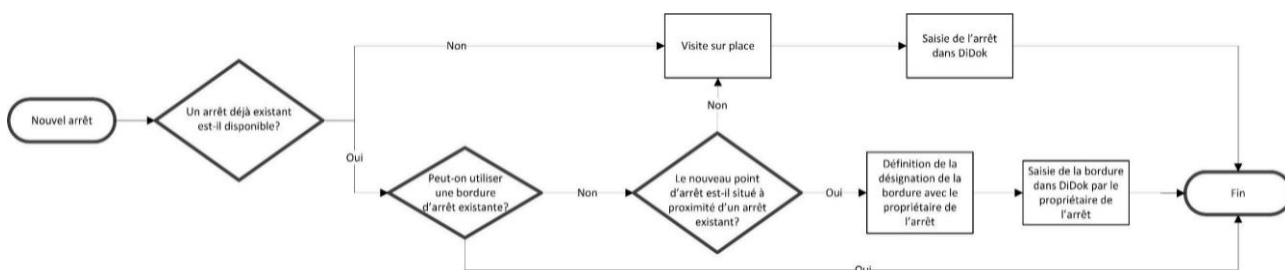 Nouvel arrêt
Un arrêt déjà existant
est-il disponible?
Non
Visite sur place
Saisie de l'arrêt
dans DiDok
Oui
Peut-on utiliser
une bordure
d'arrêt existante?
Non
Le nouveau point
d'arrêt est-il situé à
proximité d'un arrêt
existant?
Non
Oui
Définition de la
désignation de la
bordure avec le
propriétaire de
l'arrêt
Saisie de la bordure
dans DiDok par le
propriétaire de
l'arrêt
Fin
Oui